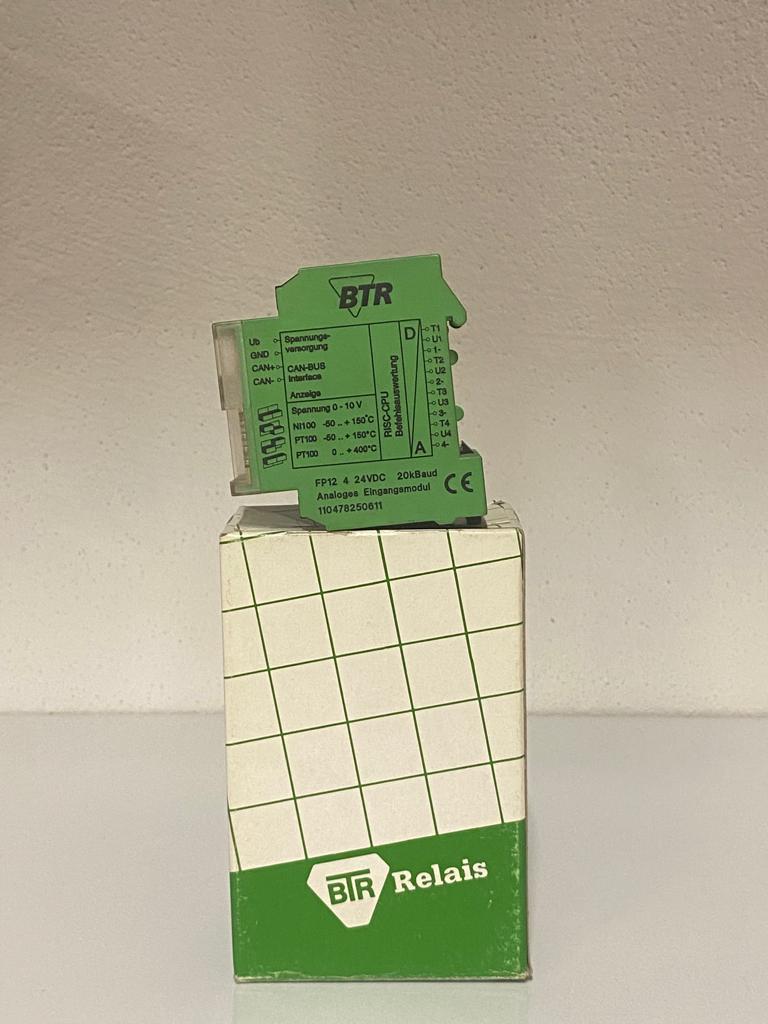 BTR
Ub
GND
CAN+
CAN-
Spannungs-
versorgung
CAN-BUS
Interface
Anzeige
Spannung 0 - 10 V
NI100 -50 .. + 150°C
PT100 -50 .. + 150°C
PT100 0 .. + 400°C
RISC-CPU
Befehlsauswertung
D
A
T1
U1
1-
T2
U2
2-
T3
U3
3-
T4
U4
4-
FP12 4 24VDC 20kBaud
Analoges Eingangsmodul
110478250611
CE
BTR Relais